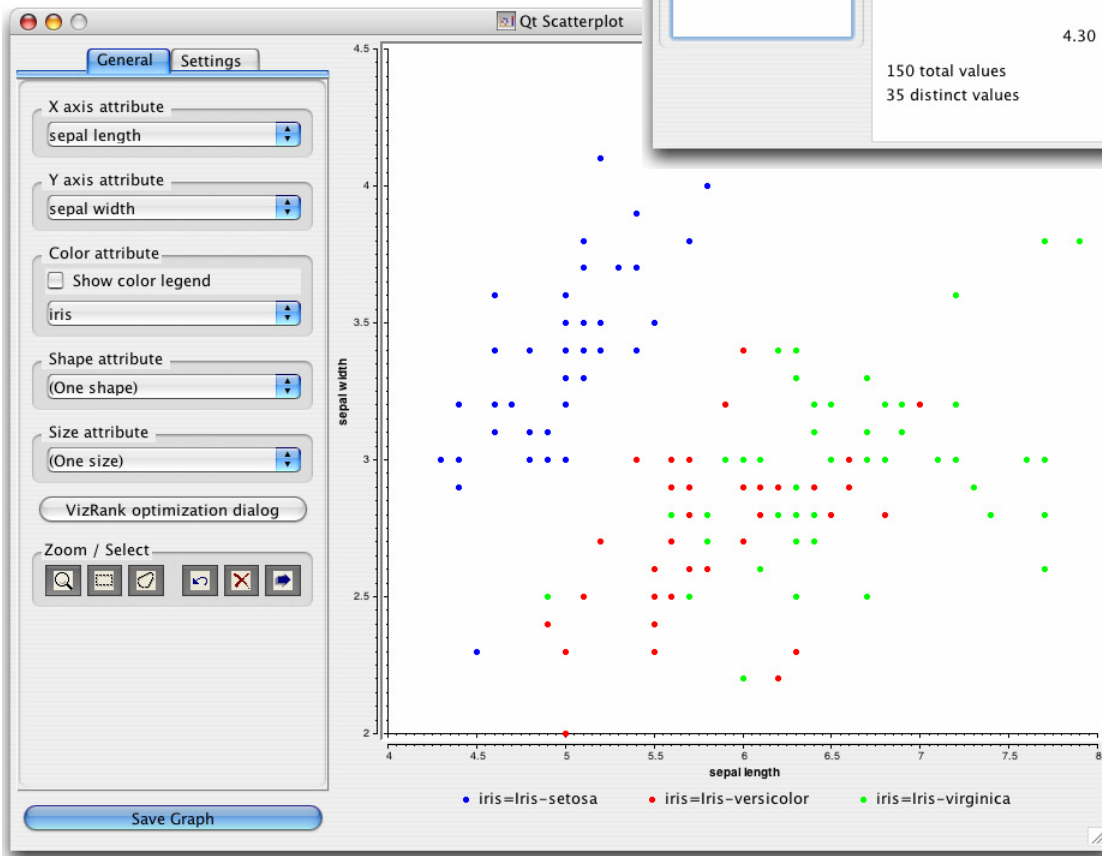 Qt Scatterplot
4.30
150 total values
35 distinct values
General
Settings
X axis attribute
sepal length
Y axis attribute
sepal width
Color attribute
Show color legend
iris
Shape attribute
(One shape)
Size attribute
(One size)
VizRank optimization dialog
Zoom / Select
Save Graph
4.5
4
3.5
3
2.5
2
sepal width
4
4.5
5
5.5
6
6.5
7
7.5
8
sepal length
iris=Iris-setosa
iris=Iris-versicolor
iris=Iris-virginica